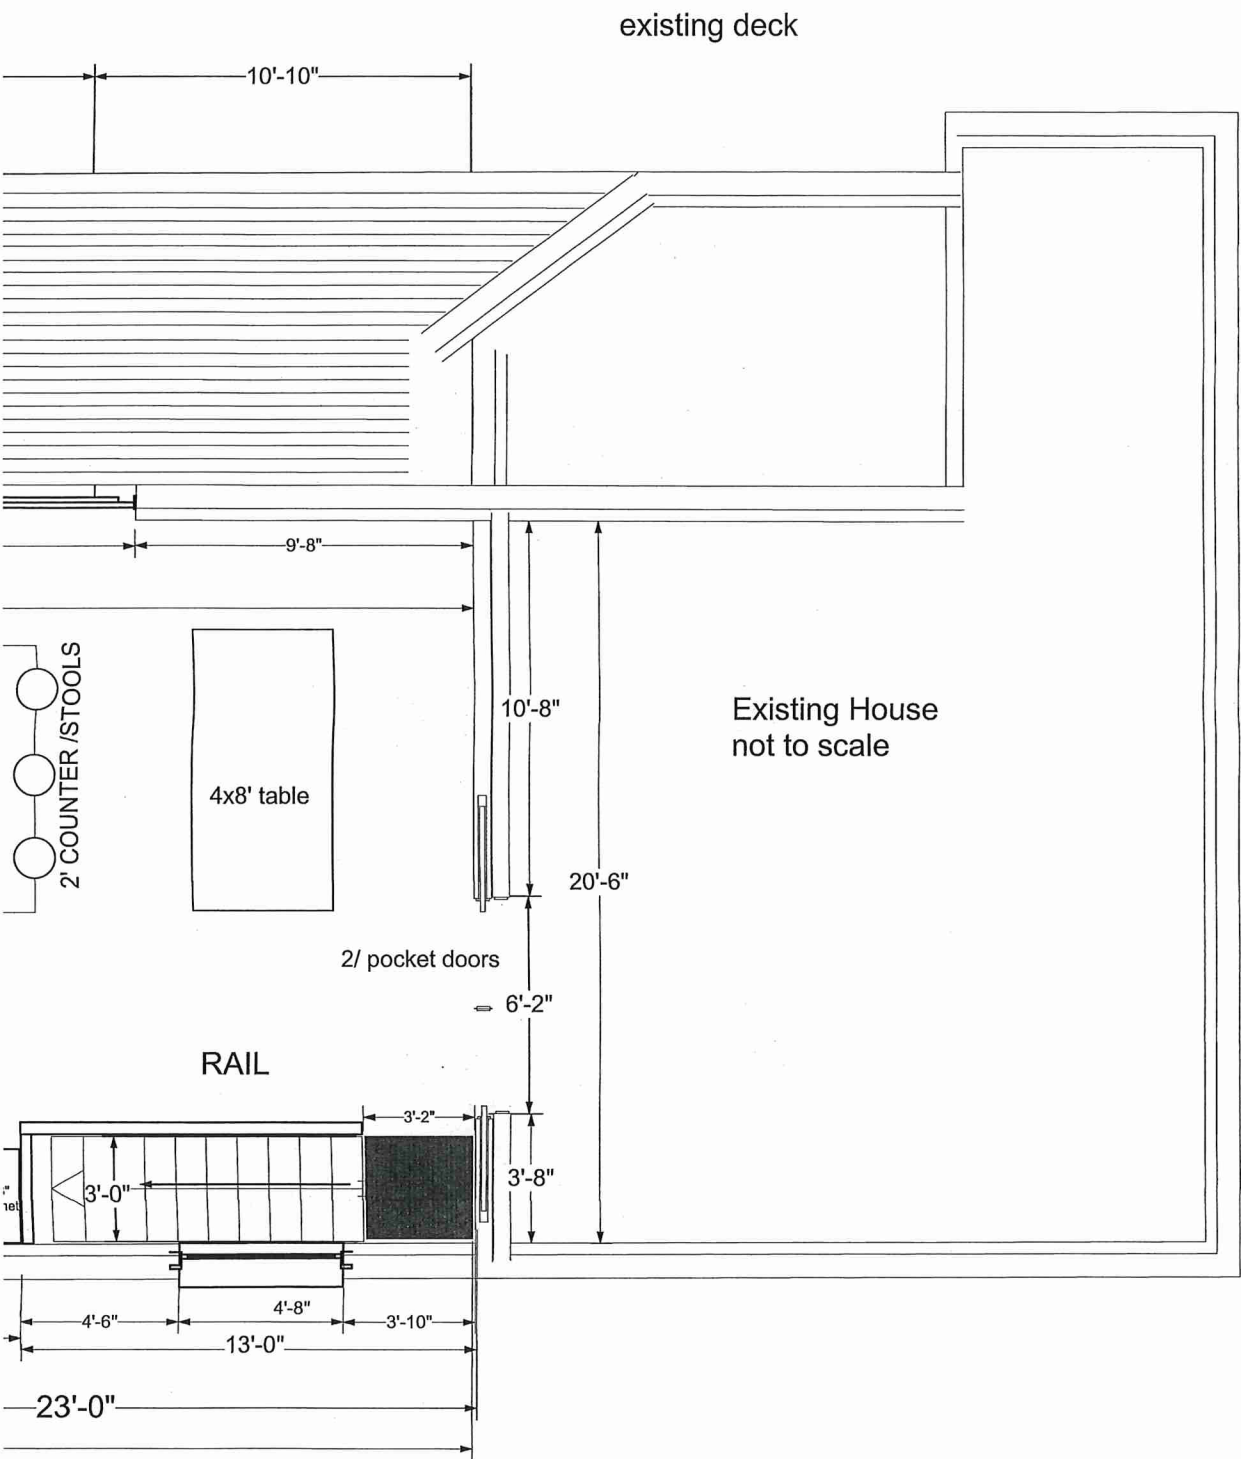 existing deck
10'-10"
9'-8"
2' COUNTER /STOOLS
10'-8"
Existing House
not to scale
4x8' table
20'-6"
2/ pocket doors
6'-2"
RAIL
3'-2"
3'-8"
3'-0"
4'-6"
4'-8"
3'-10"
13'-0"
23'-0"